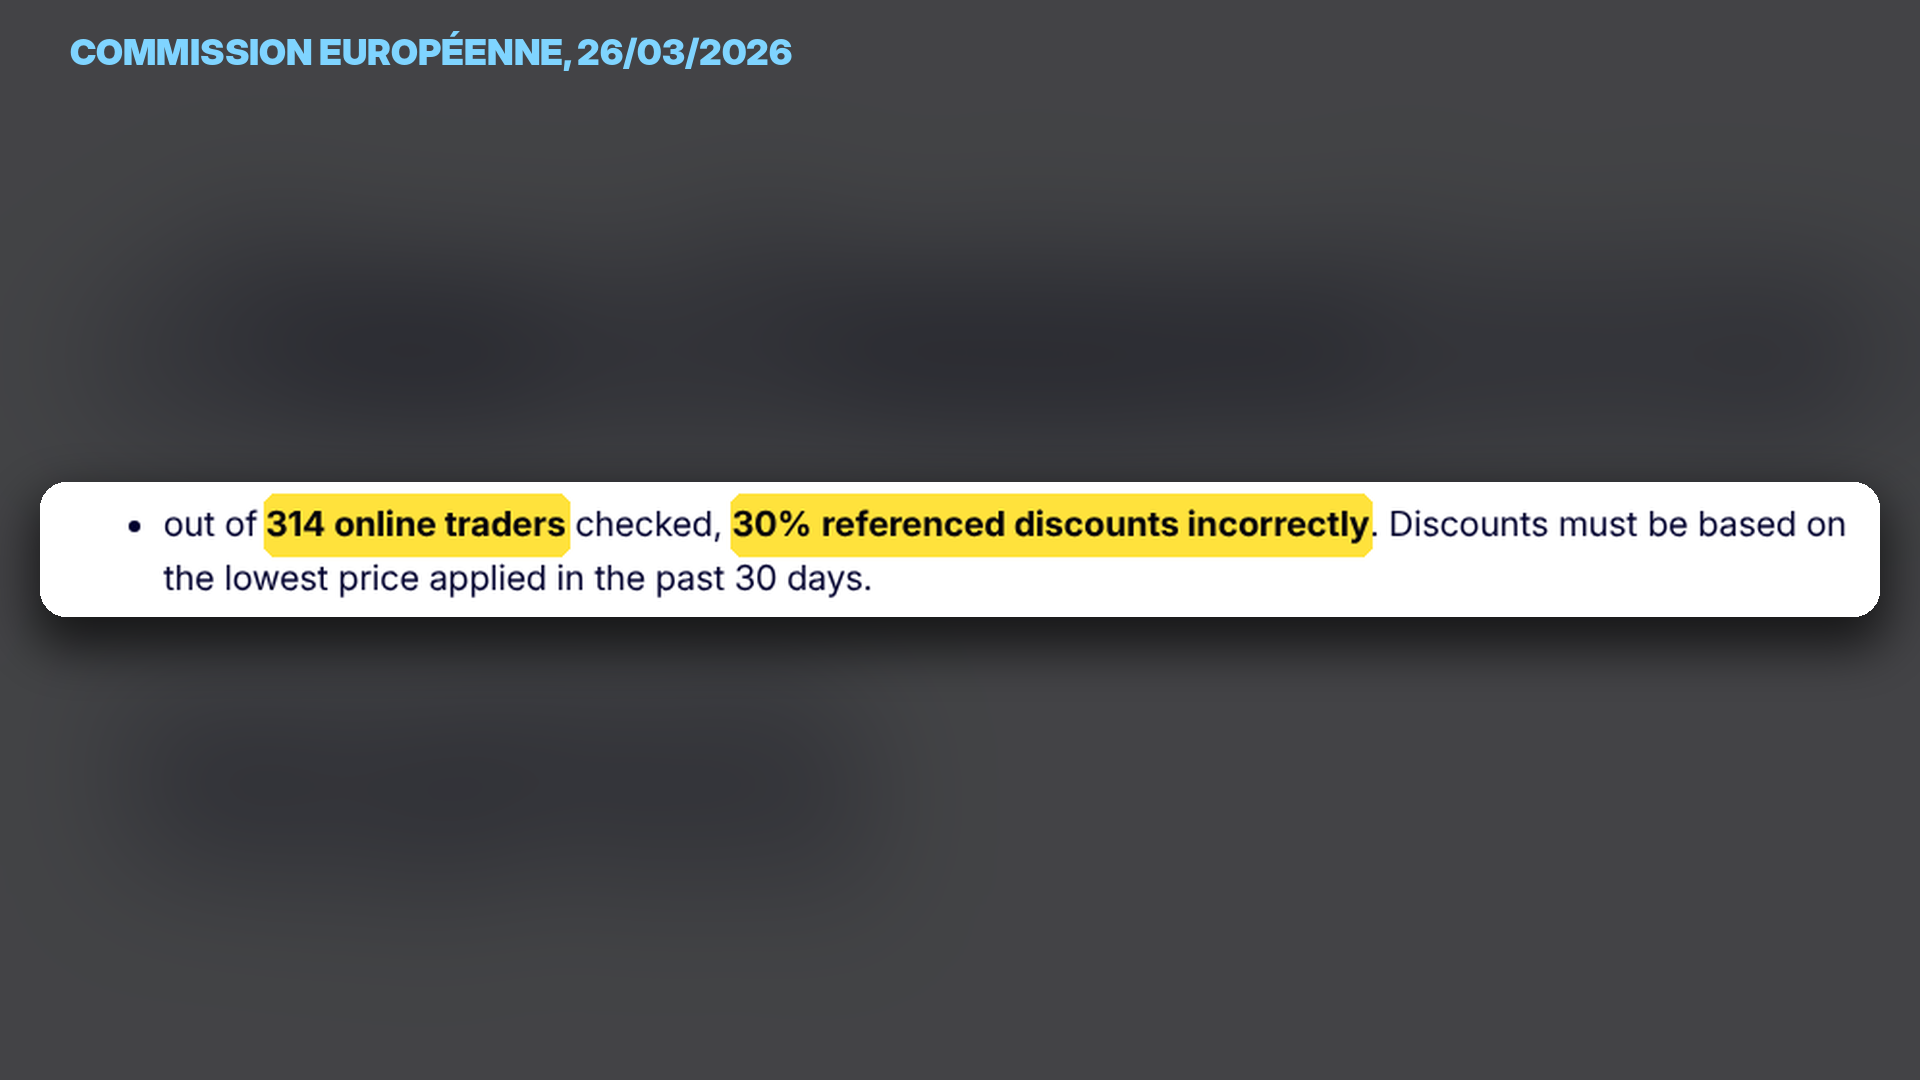 COMMISSION EUROPÉENNE, 26/03/2026
• out of 314 online traders checked, 30% referenced discounts incorrectly. Discounts must be based on
the lowest price applied in the past 30 days.